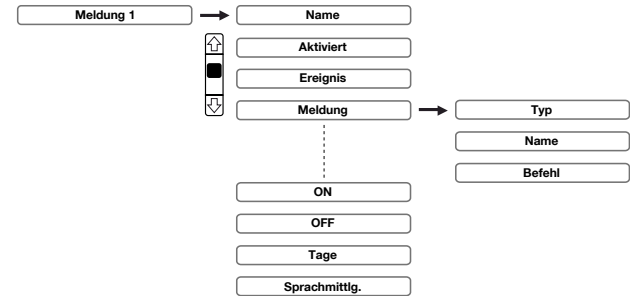 Meldung 1
Name
Aktiviert
Ereignis
Meldung
Typ
Name
Befehl
ON
OFF
Tage
Sprachmittlg.